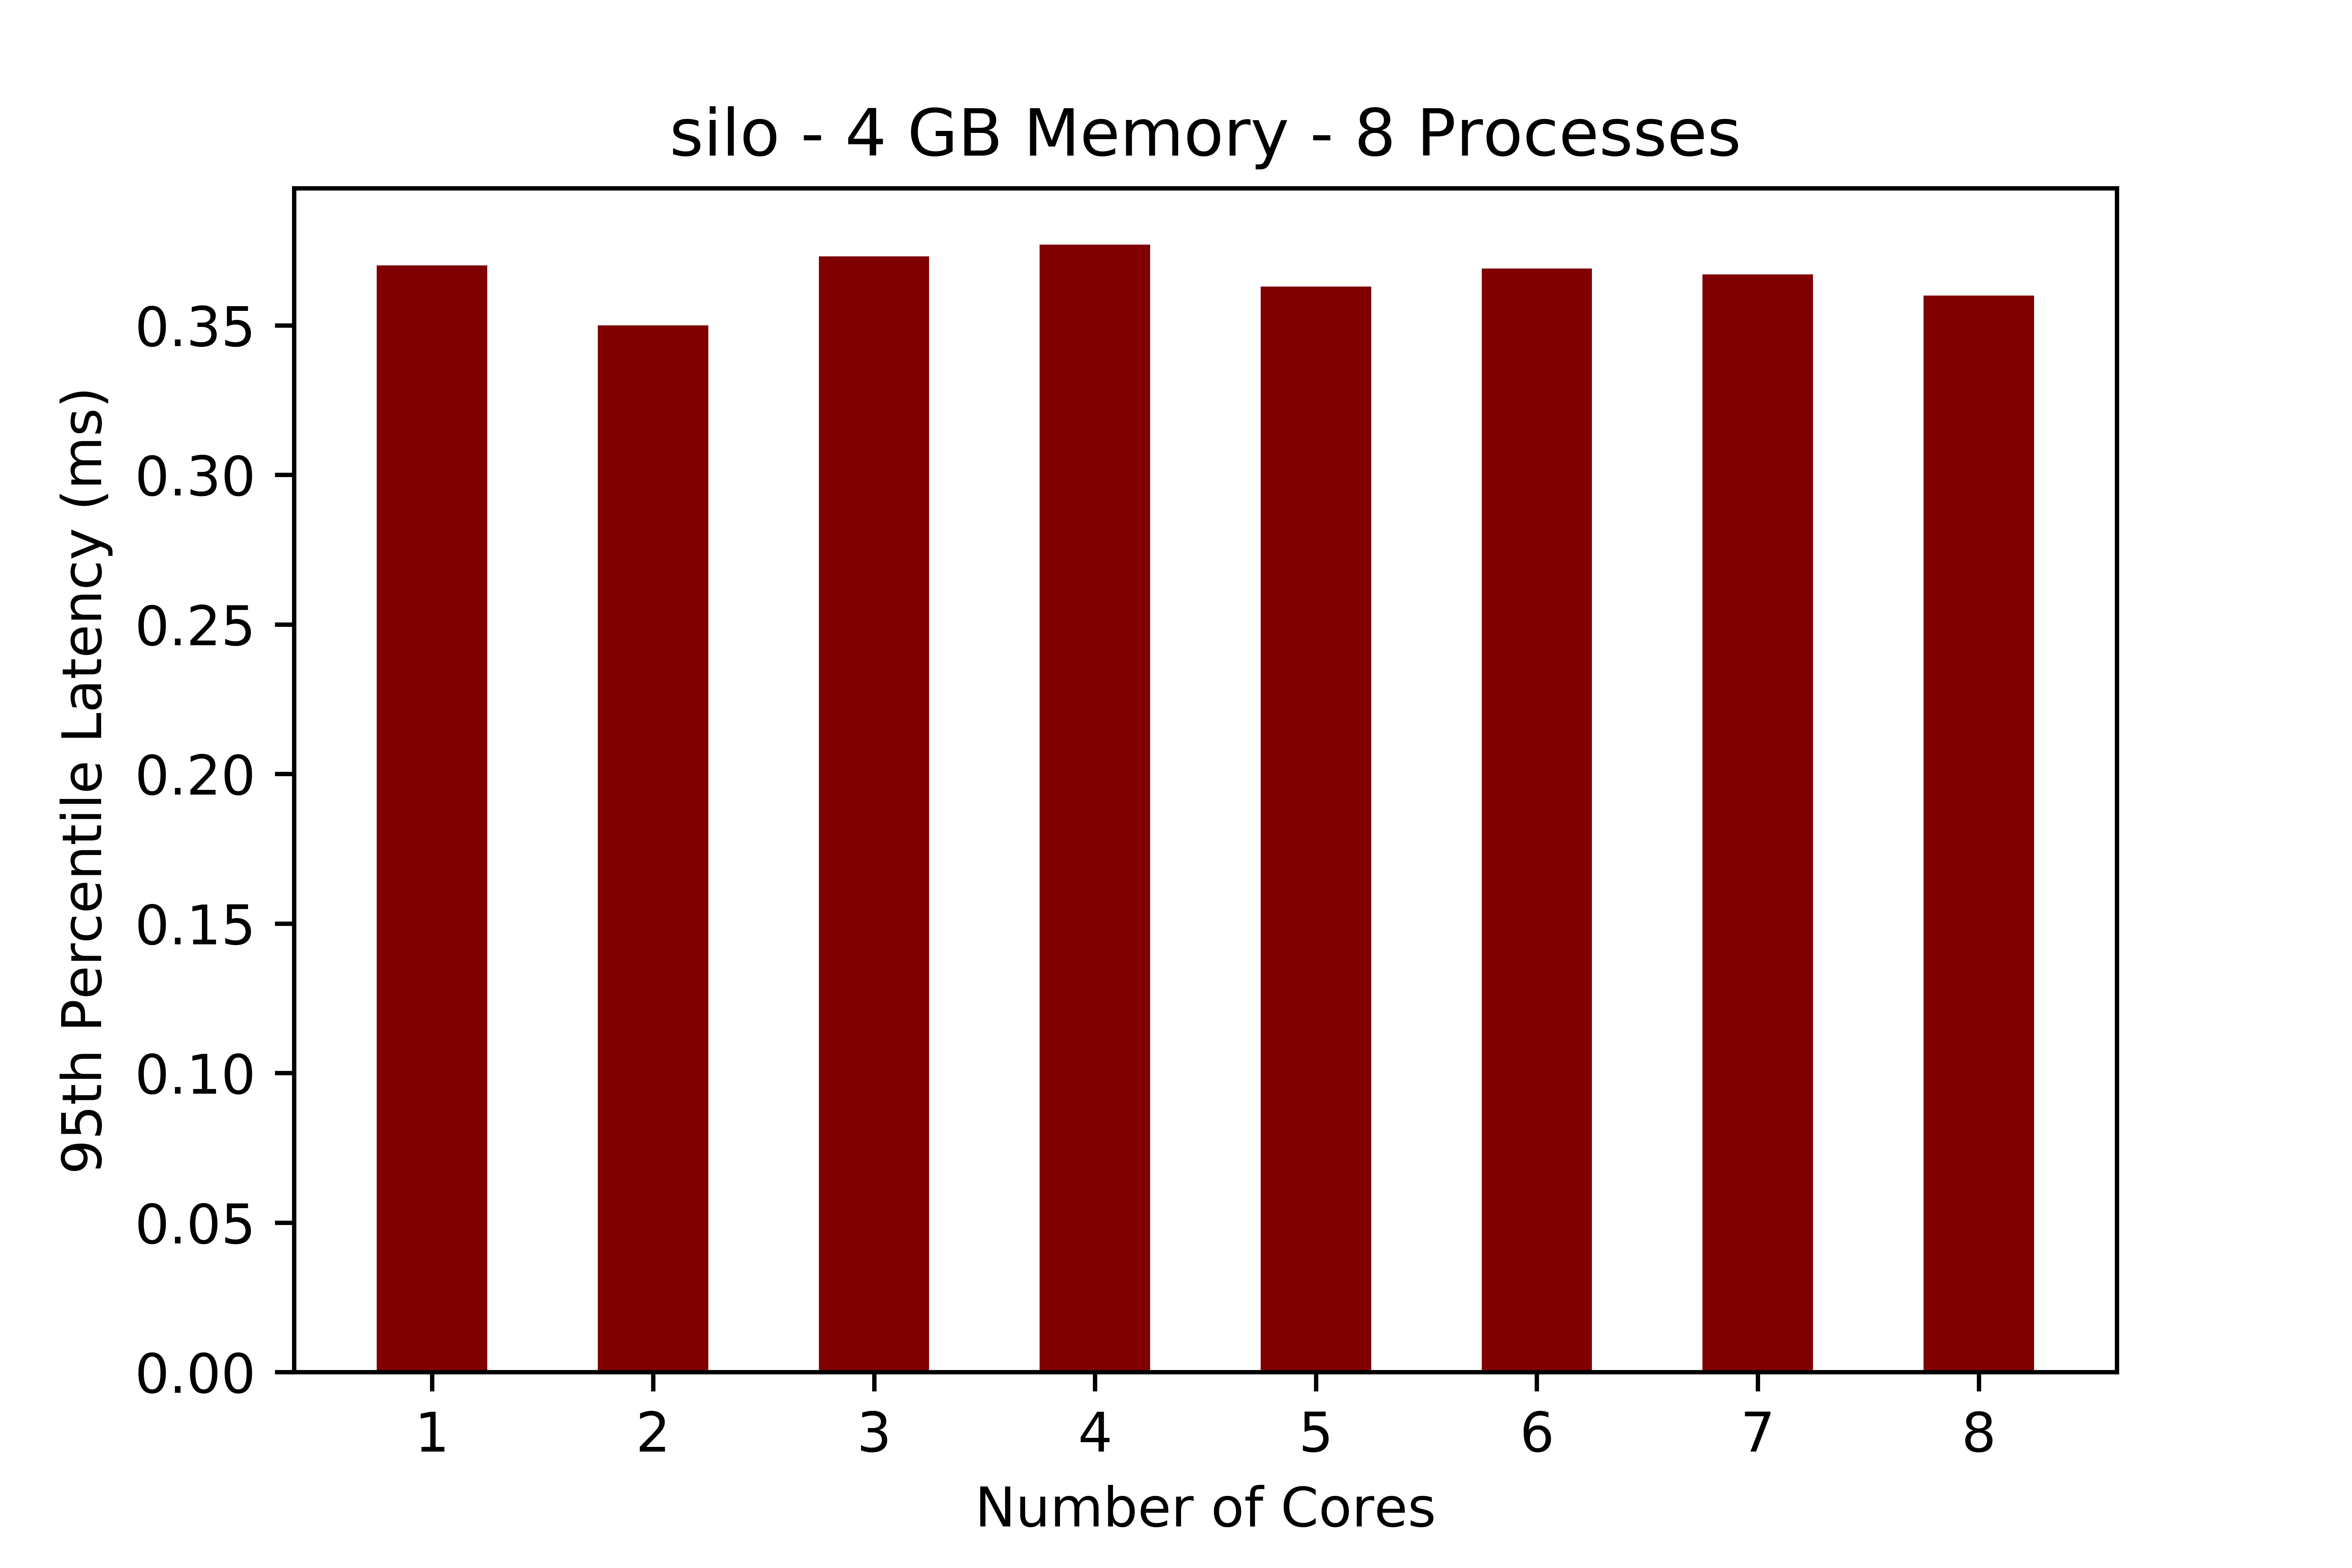 silo - 4 GB Memory - 8 Processes
95th Percentile Latency (ms)
0.35
0.30
0.25
0.20
0.15
0.10
0.05
0.00
1 2 3 4 5 6 7 8
Number of Cores